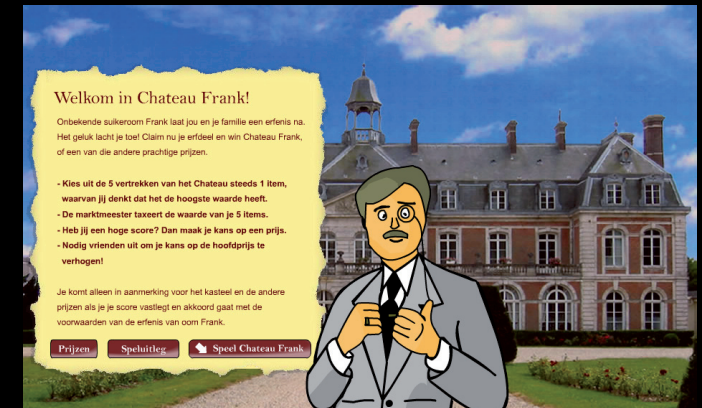 Welkom in Chateau Frank!
Onbekende suikeroom Frank laat jou en je familie een erfenis na.
Het geluk lacht je toe! Claim nu je erfdeel en win Chateau Frank,
of een van die andere prachtige prijzen.
- Kies uit de 5 vertrekken van het Chateau steeds 1 item,
waarvan jij denkt dat het de hoogste waarde heeft.
- De marktmeester taxeert de waarde van je 5 items.
- Heb jij een hoge score? Dan maak je kans op een prijs.
- Nodig vrienden uit om je kans op de hoofdprijs te
verhogen!
Je komt alleen in aanmerking voor het kasteel en de andere
prijzen als je je score vastlegt en akkoord gaat met de
voorwaarden van de erfenis van oom Frank.
Prijzen Speluitleg Speel Chateau Frank